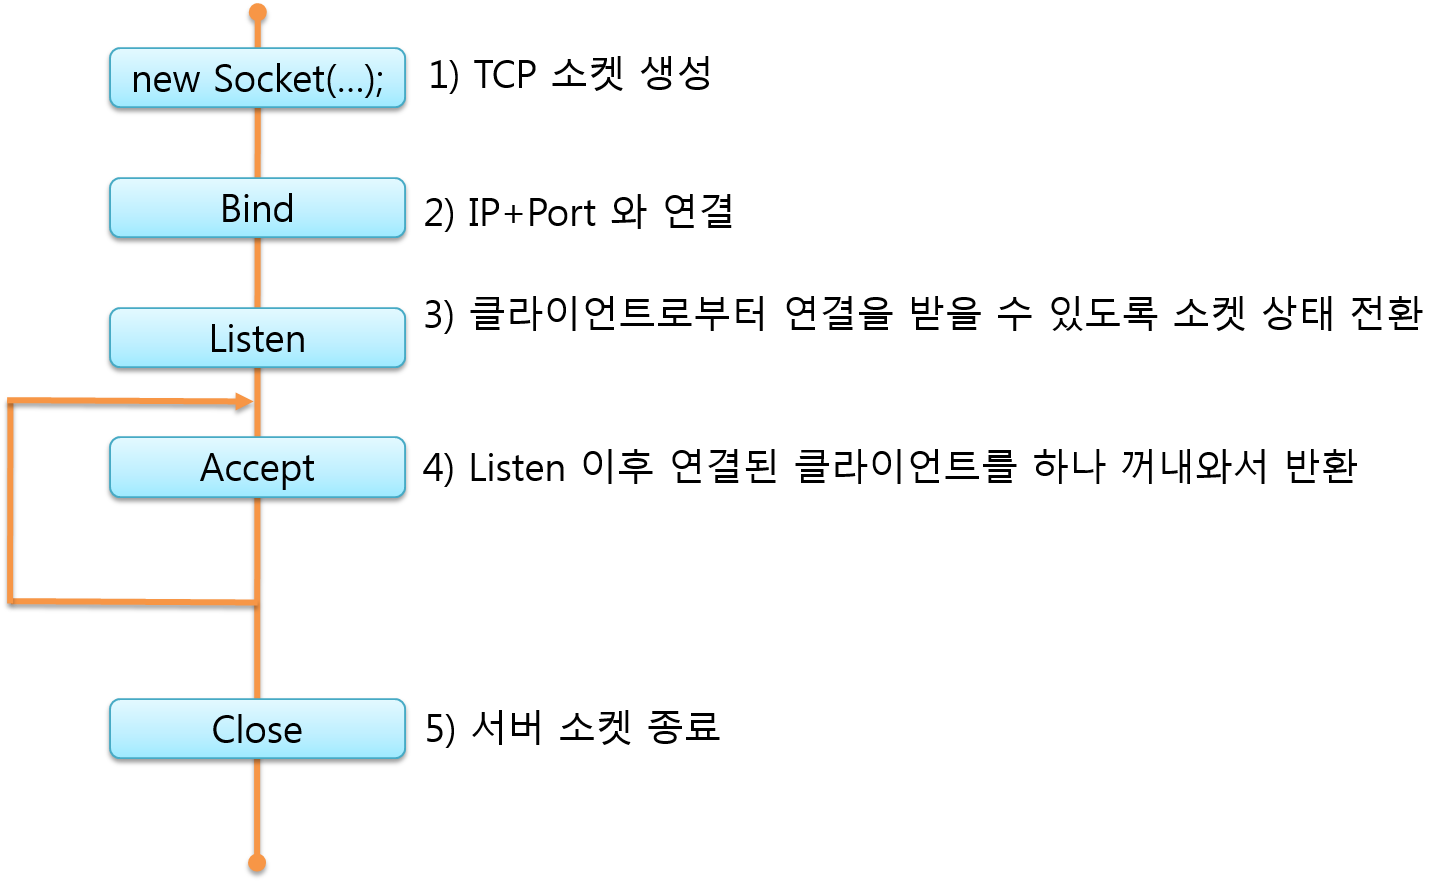 new Socket(...);
1) TCP 소켓 생성
Bind
2) IP+Port 와 연결
Listen
3) 클라이언트로부터 연결을 받을 수 있도록 소켓 상태 전환
Accept
4) Listen 이후 연결된 클라이언트를 하나 꺼내와서 반환
Close
5) 서버 소켓 종료